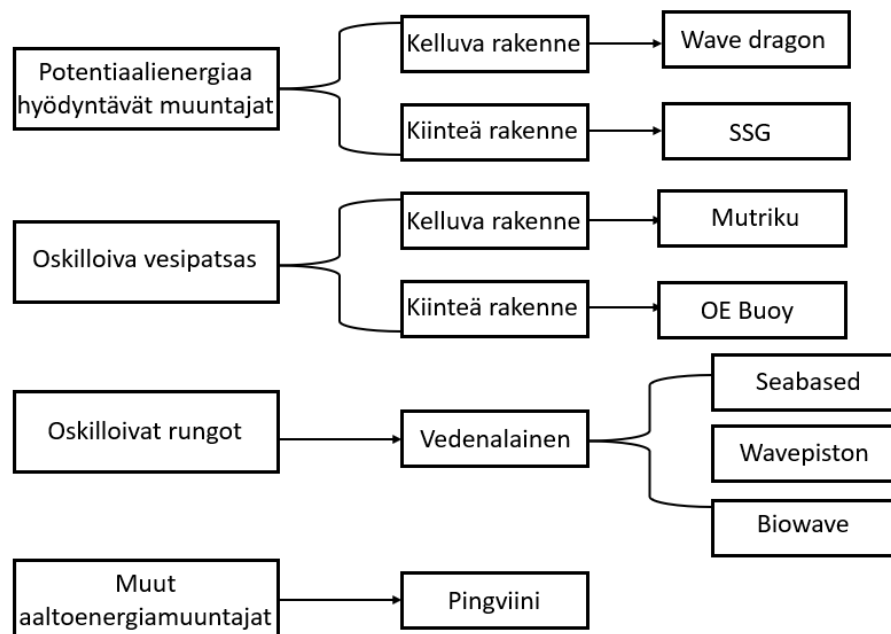 Potentiaalienergiaa
hyödyntävät muuntajat
Kelluva rakenne
Wave dragon
Kiinteä rakenne
SSG
Oskilloiva vesipatsas
Kelluva rakenne
Mutriku
Kiinteä rakenne
OE Buoy
Oskilloivat rungot
Vedenalainen
Seabased
Wavepiston
Biowave
Muut
aaltoenergiamuuntajat
Pingviini